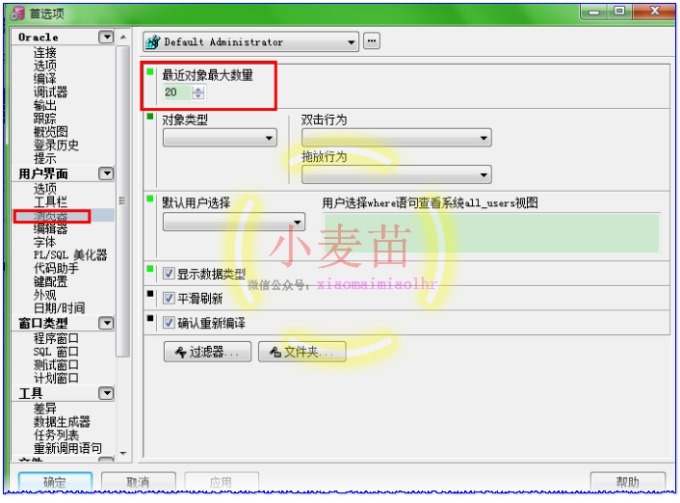 首选项
Oracle
连接
选项
编译
调试器
输出
跟踪
概览图
登录历史
提示
用户界面
选项
工具栏
浏览器
编辑器
字体
PL/SQL 美化器
代码助手
键配置
外观
日期/时间
窗口类型
程序窗口
SQL 窗口
测试窗口
计划窗口
工具
差异
数据生成器
任务列表
重新调用语句
Default Administrator
最近对象最大数量
20
对象类型
双击行为
拖放行为
默认用户选择
用户选择where语句查看系统all_users视图
小麦苗
微信公众号：xiaomaimiaolhr
显示数据类型
平滑刷新
确认重新编译
过滤器...
文件夹...
确定
取消
应用
帮助